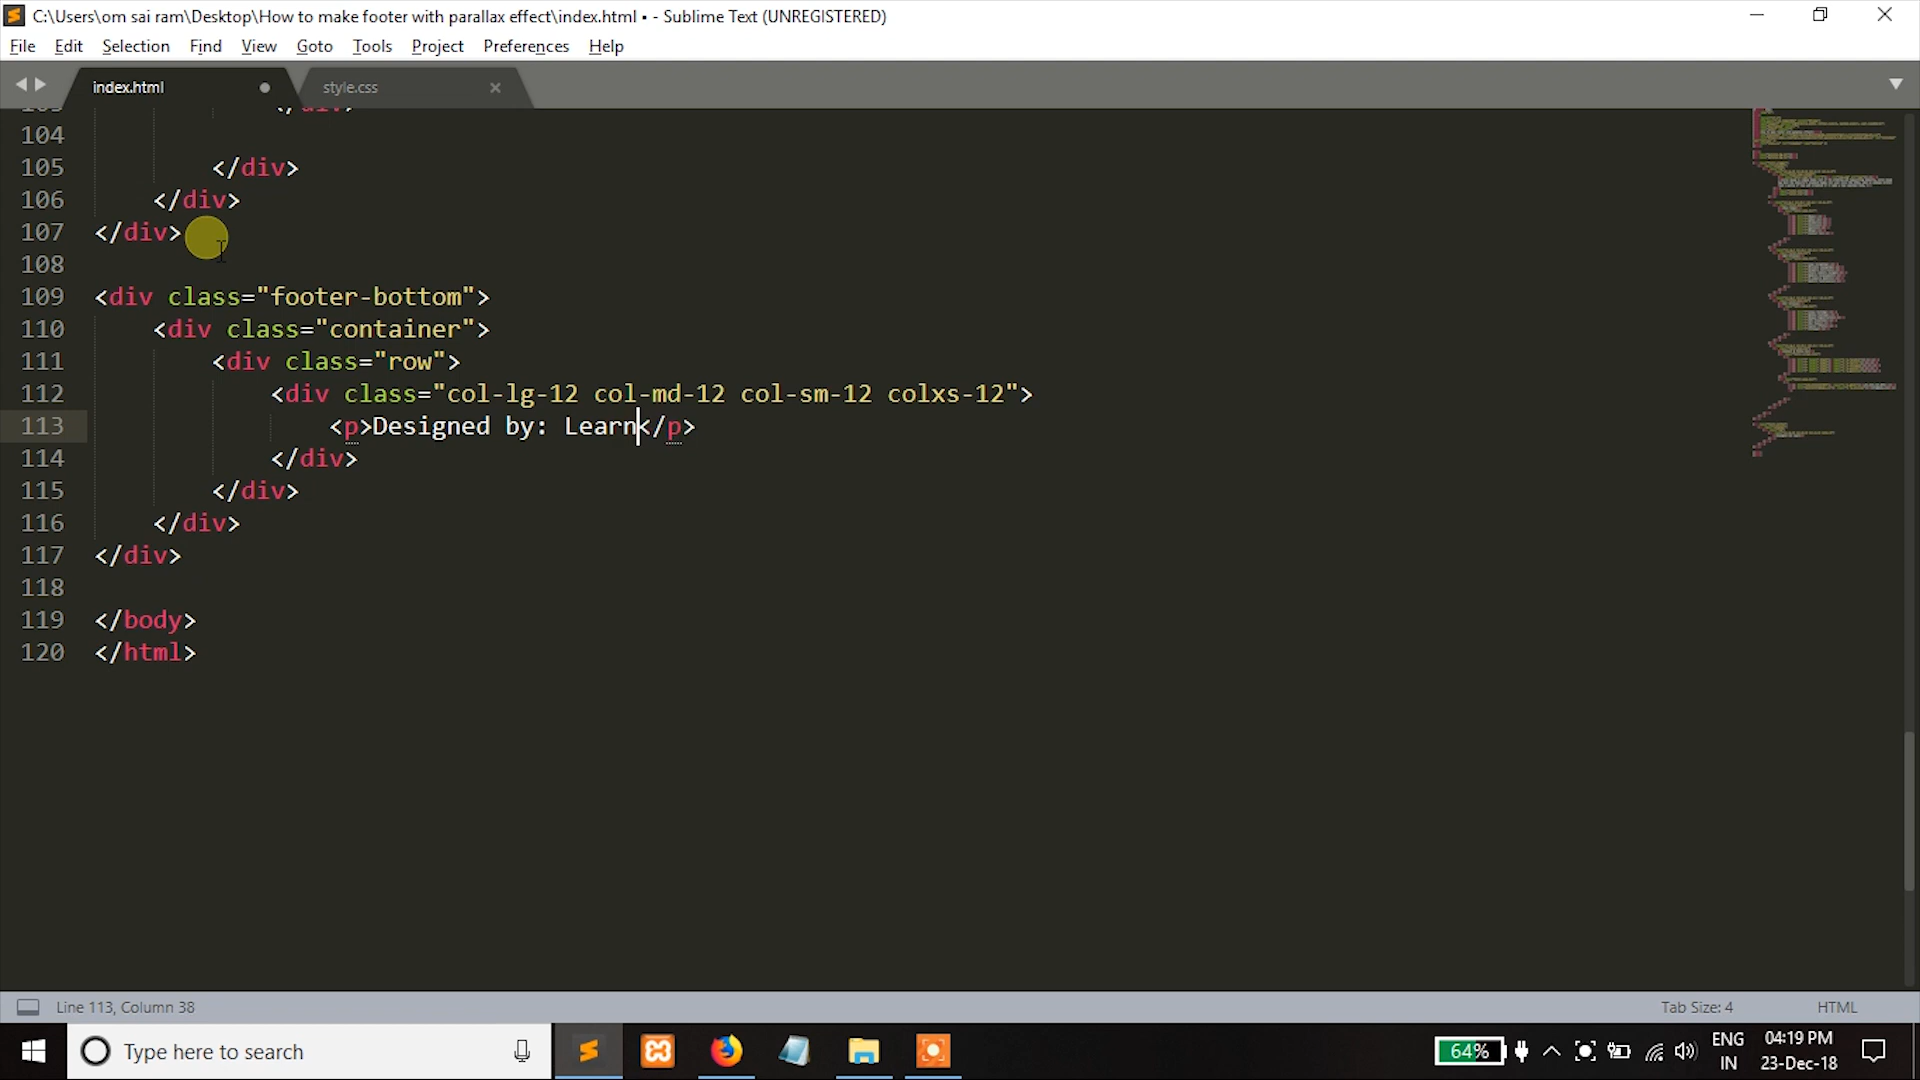 C:\Users\om sai ram\Desktop\How to make footer with parallax effect\index.html • - Sublime Text (UNREGISTERED)
File Edit Selection Find View Goto Tools Project Preferences Help
index.html style.css
103 </div>
104
105 </div>
106 </div>
107 </div>
108
109 <div class="footer-bottom">
110 <div class="container">
111 <div class="row">
112 <div class="col-lg-12 col-md-12 col-sm-12 colxs-12">
113 <p>Designed by: Learn</p>
114 </div>
115 </div>
116 </div>
117 </div>
118
119 </body>
120 </html>
Line 113, Column 38 Tab Size: 4 HTML
Type here to search 64% ENG 04:19 PM
IN 23-Dec-18